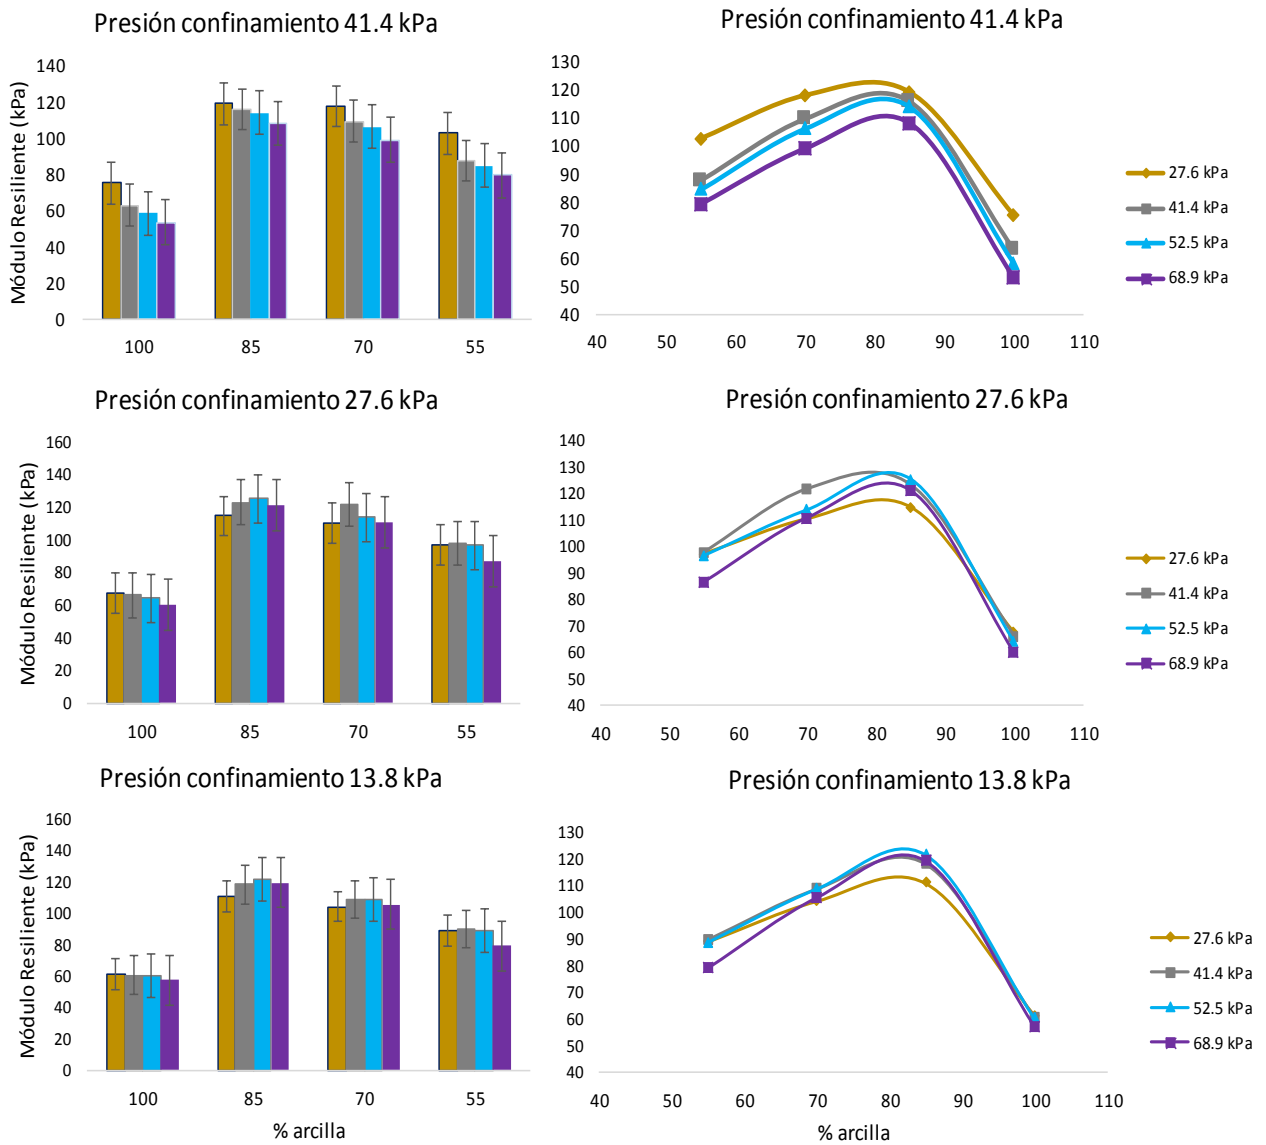 Presión confinamiento 41.4 kPa
Módulo Resiliente (kPa)
140
120
100
80
60
40
20
0
100 85 70 55
Presión confinamiento 41.4 kPa
130
120
110
100
90
80
70
60
50
40
40 50 60 70 80 90 100 110
27.6 kPa
41.4 kPa
52.5 kPa
68.9 kPa
Presión confinamiento 27.6 kPa
Módulo Resiliente (kPa)
160
140
120
100
80
60
40
20
0
100 85 70 55
Presión confinamiento 27.6 kPa
140
130
120
110
100
90
80
70
60
50
40
40 50 60 70 80 90 100 110
27.6 kPa
41.4 kPa
52.5 kPa
68.9 kPa
Presión confinamiento 13.8 kPa
Módulo Resiliente (kPa)
160
140
120
100
80
60
40
20
0
100 85 70 55
% arcilla
Presión confinamiento 13.8 kPa
130
120
110
100
90
80
70
60
50
40
40 50 60 70 80 90 100 110
% arcilla
27.6 kPa
41.4 kPa
52.5 kPa
68.9 kPa